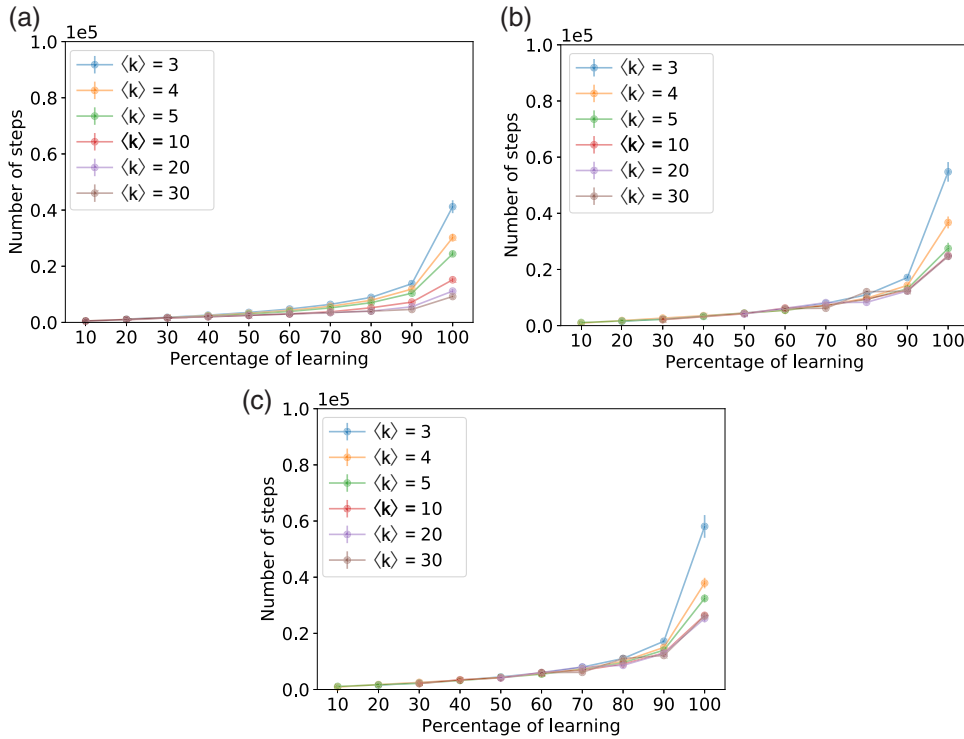 (a)
1e5
1.0
0.8
0.6
0.4
0.2
0.0
Number of steps
⟨k⟩ = 3
⟨k⟩ = 4
⟨k⟩ = 5
⟨k⟩ = 10
⟨k⟩ = 20
⟨k⟩ = 30
10 20 30 40 50 60 70 80 90 100
Percentage of learning
(b)
1e5
1.0
0.8
0.6
0.4
0.2
0.0
Number of steps
⟨k⟩ = 3
⟨k⟩ = 4
⟨k⟩ = 5
⟨k⟩ = 10
⟨k⟩ = 20
⟨k⟩ = 30
10 20 30 40 50 60 70 80 90 100
Percentage of learning
(c)
1e5
1.0
0.8
0.6
0.4
0.2
0.0
Number of steps
⟨k⟩ = 3
⟨k⟩ = 4
⟨k⟩ = 5
⟨k⟩ = 10
⟨k⟩ = 20
⟨k⟩ = 30
10 20 30 40 50 60 70 80 90 100
Percentage of learning